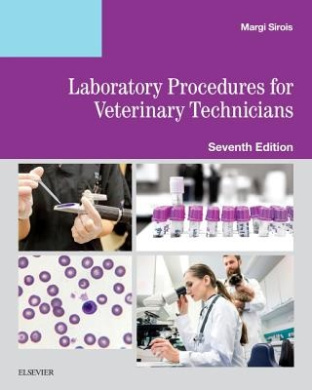 Margi Sirois
Laboratory Procedures for
Veterinary Technicians
Seventh Edition
ELSEVIER